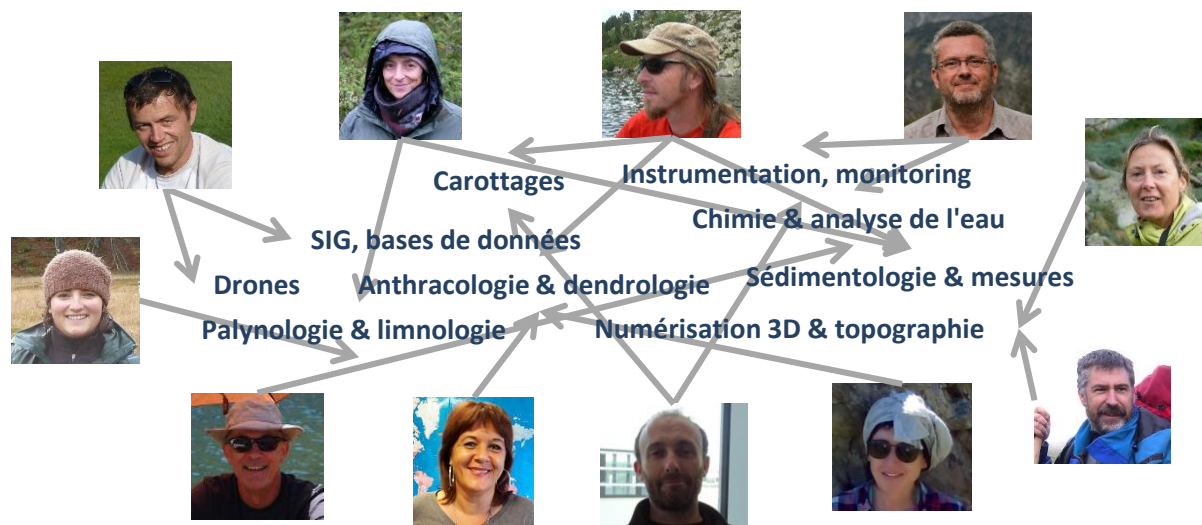 Carottages
Instrumentation, monitoring
Chimie & analyse de l'eau
SIG, bases de données
Drones
Anthracologie & dendrologie
Sédimentologie & mesures
Palynologie & limnologie
Numérisation 3D & topographie